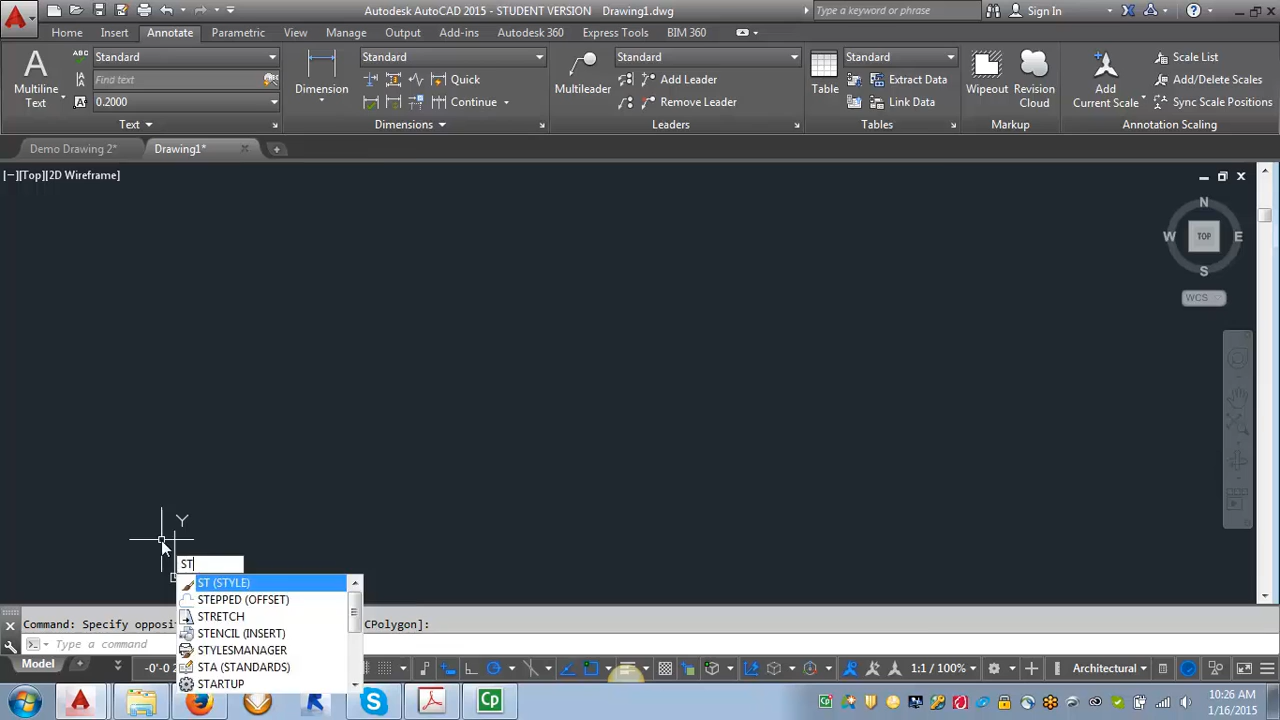 Autodesk AutoCAD 2015 - STUDENT VERSION Drawing1.dwg
Type a keyword or phrase
Sign In
Home Insert Annotate Parametric View Manage Output Add-ins Autodesk 360 Express Tools BIM 360
Multiline
Text
Standard
Find text
0.2000
Text
Dimension
Standard
Quick
Continue
Dimensions
Multileader
Standard
Add Leader
Remove Leader
Leaders
Table
Standard
Extract Data
Link Data
Tables
Wipeout
Revision
Cloud
Markup
Add
Current Scale
Scale List
Add/Delete Scales
Sync Scale Positions
Annotation Scaling
Demo Drawing 2* Drawing1*
[−][Top][2D Wireframe]
N
W TOP E
S
WCS
Y
ST
ST (STYLE)
STEPPED (OFFSET)
STRETCH
STENCIL (INSERT)
STYLESMANAGER
STA (STANDARDS)
STARTUP
Command: Specify opposi CPolygon]:
Type a command
Model
1:1 / 100%
Architectural
Cp
10:26 AM
1/16/2015